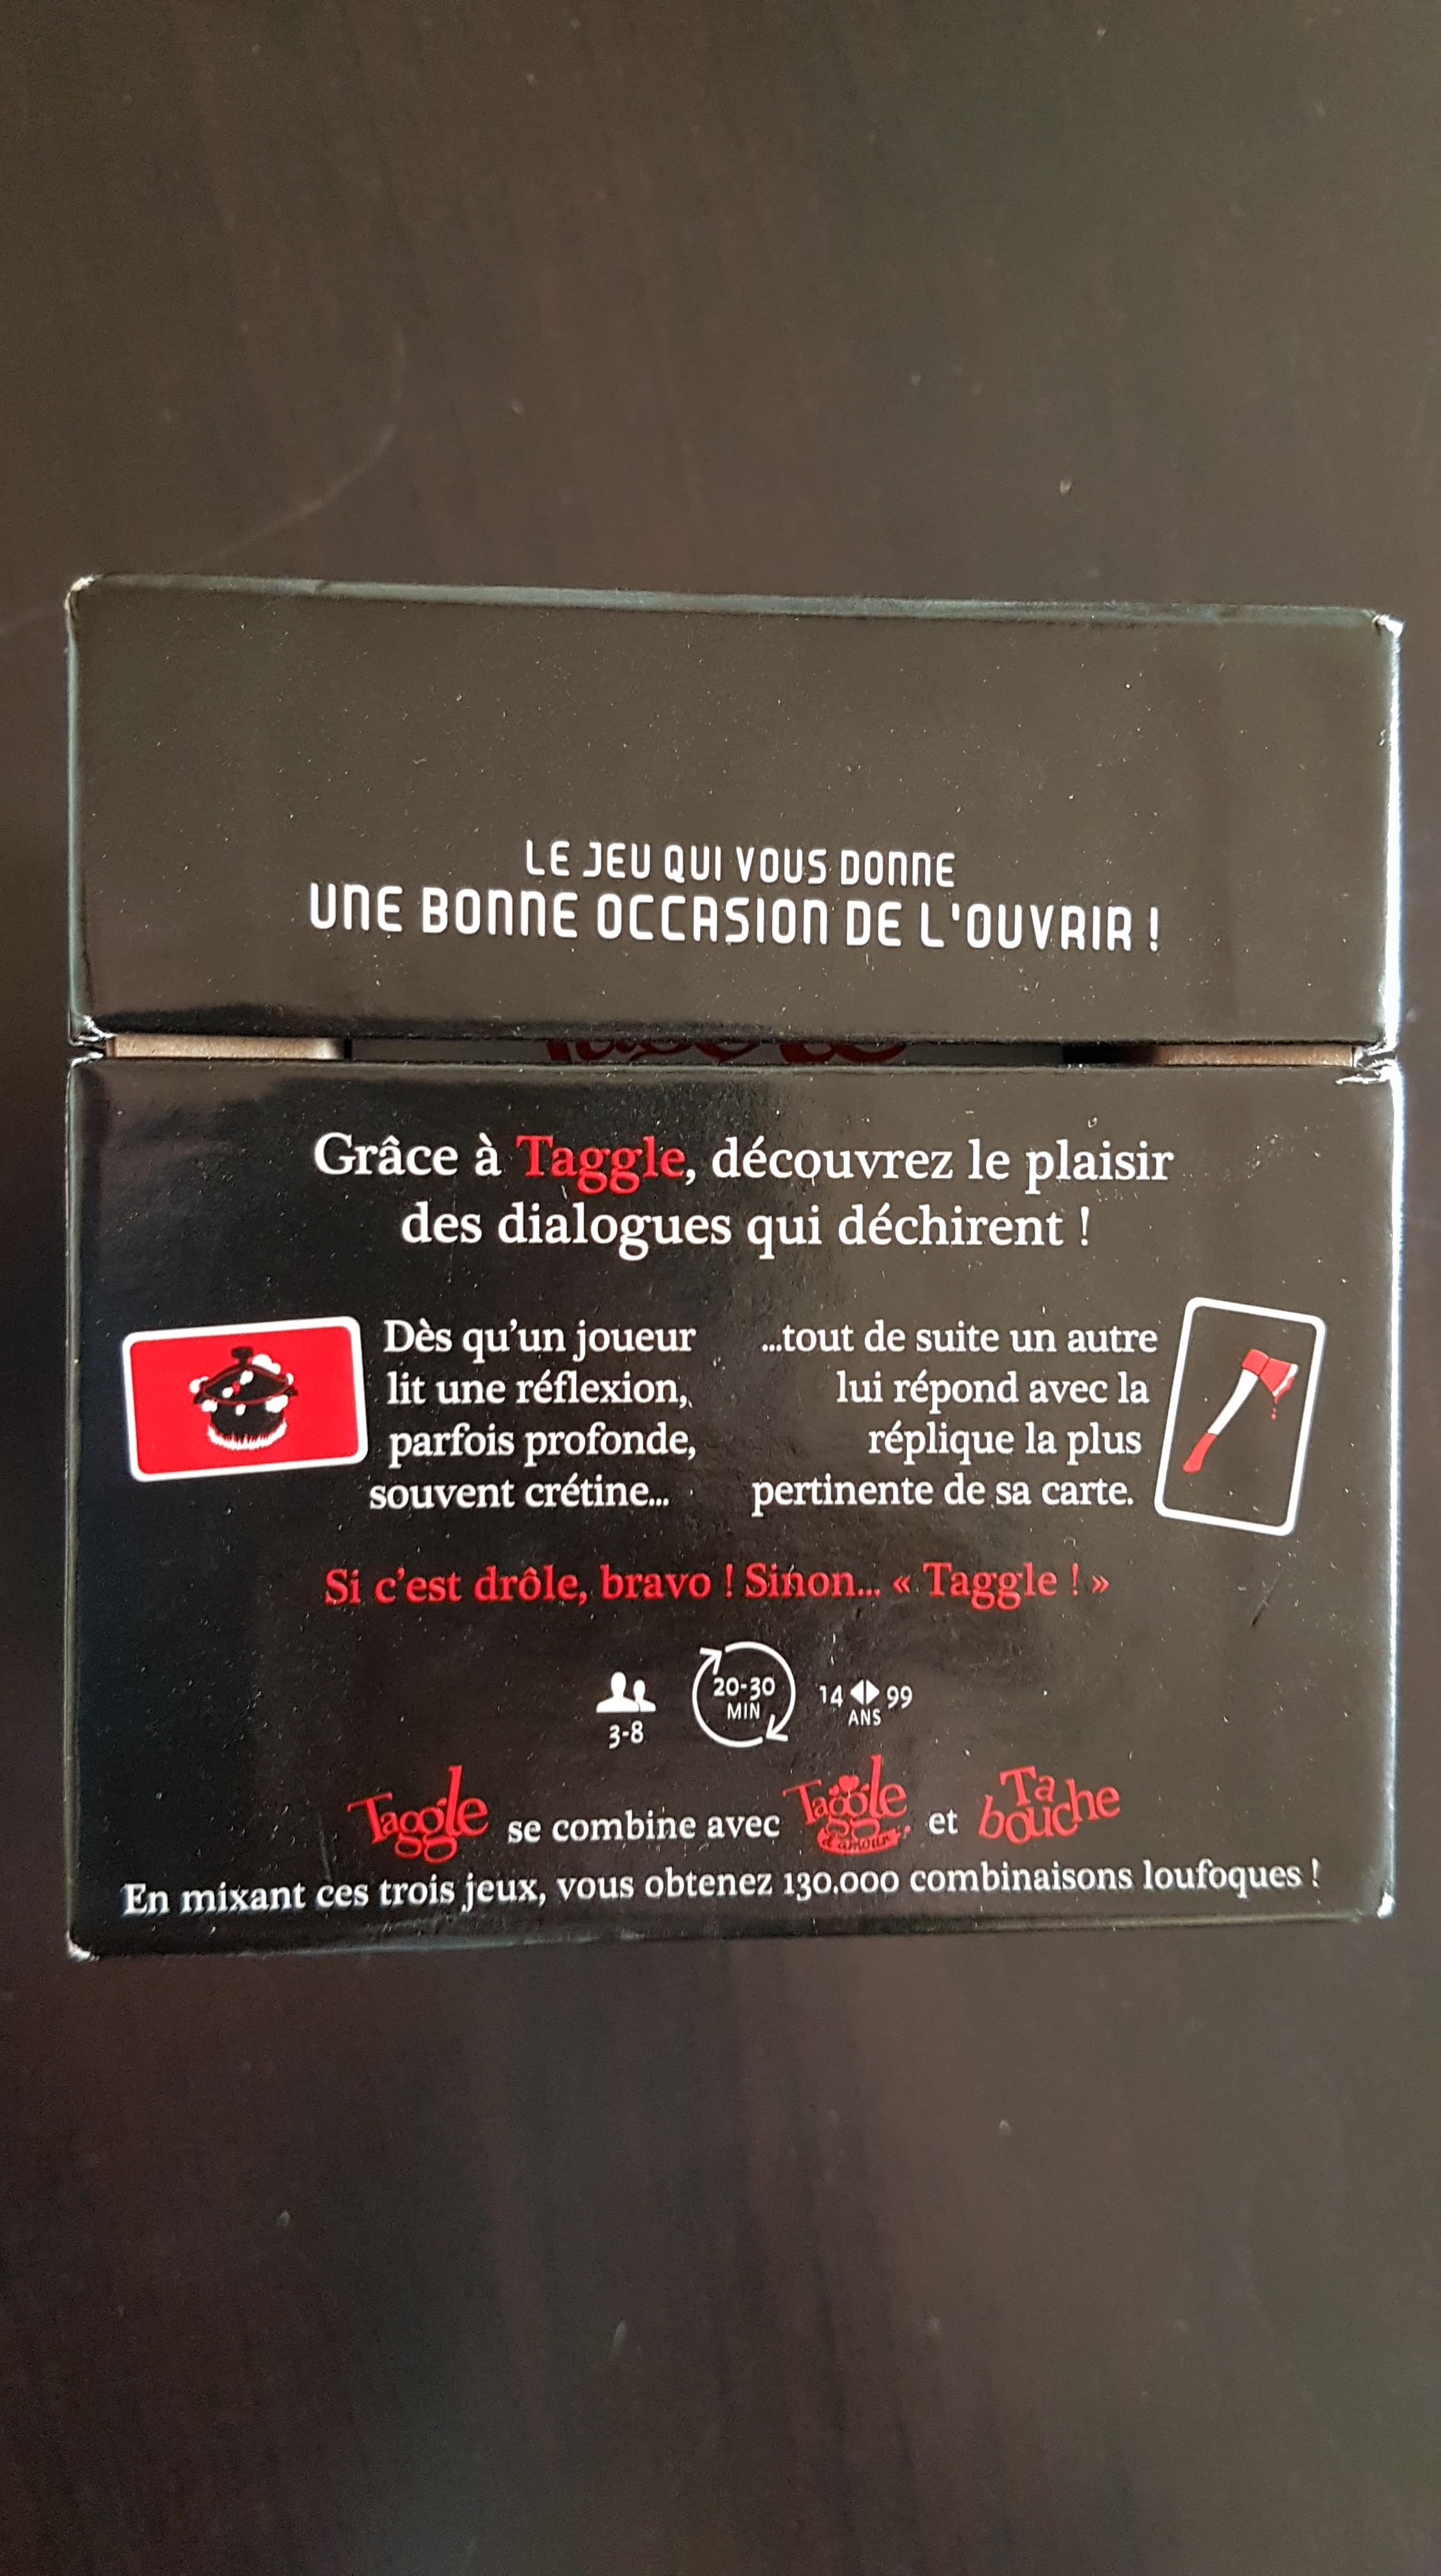 LE JEU QUI VOUS DONNE
UNE BONNE OCCASION DE L'OUVRIR !
Grâce à Taggle, découvrez le plaisir
des dialogues qui déchirent !
Dès qu'un joueur
lit une réflexion,
parfois profonde,
souvent crétine...
...tout de suite un autre
lui répond avec la
réplique la plus
pertinente de sa carte.
Si c'est drôle, bravo ! Sinon... « Taggle ! »
3-8
20-30
MIN
14 99
ANS
Taggle se combine avec Taggle d'amour et Ta bouche
En mixant ces trois jeux, vous obtenez 130.000 combinaisons loufoques !